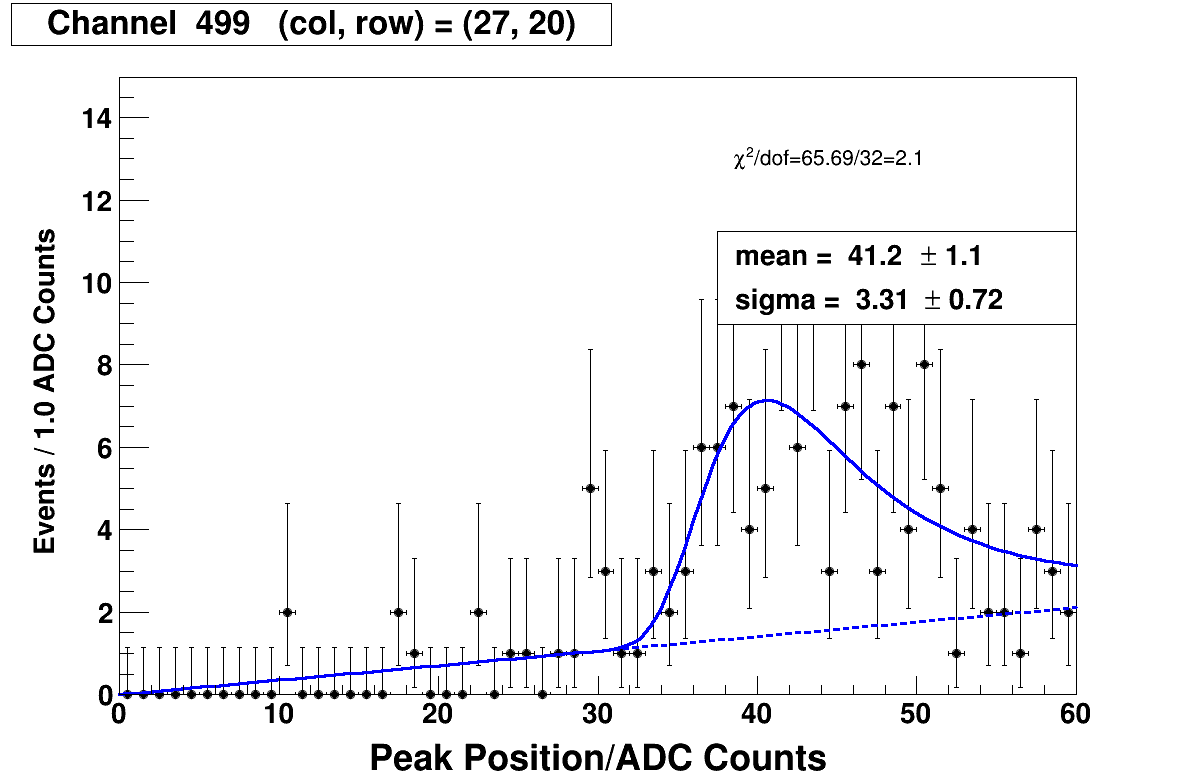 Channel 499 (col, row) = (27, 20)
14
12
10
8
6
4
2
0
Events / 1.0 ADC Counts
χ²/dof=65.69/32=2.1
mean = 41.2 ± 1.1
sigma = 3.31 ± 0.72
0 10 20 30 40 50 60
Peak Position/ADC Counts